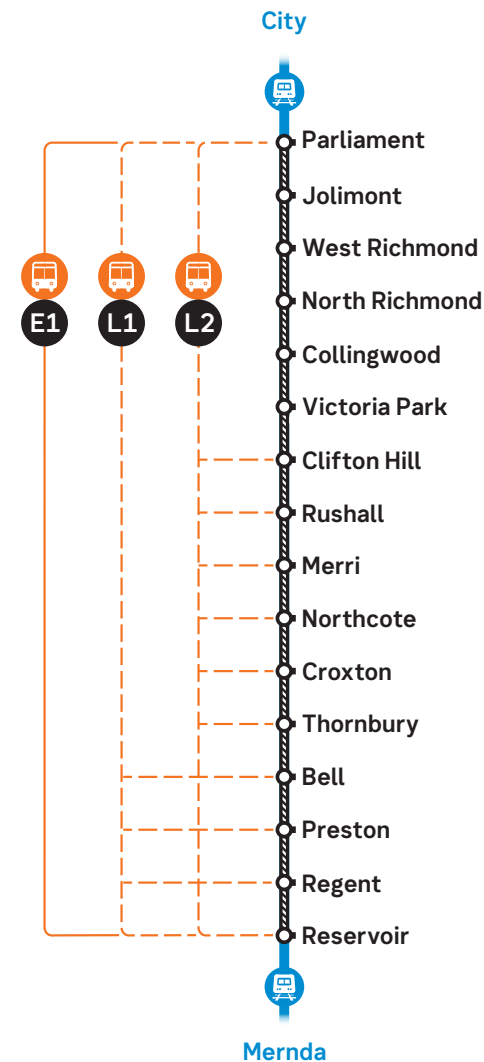 City
Parliament
Jolimont
West Richmond
North Richmond
E1 L1 L2
Collingwood
Victoria Park
Clifton Hill
Rushall
Merri
Northcote
Croxton
Thornbury
Bell
Preston
Regent
Reservoir
Mernda